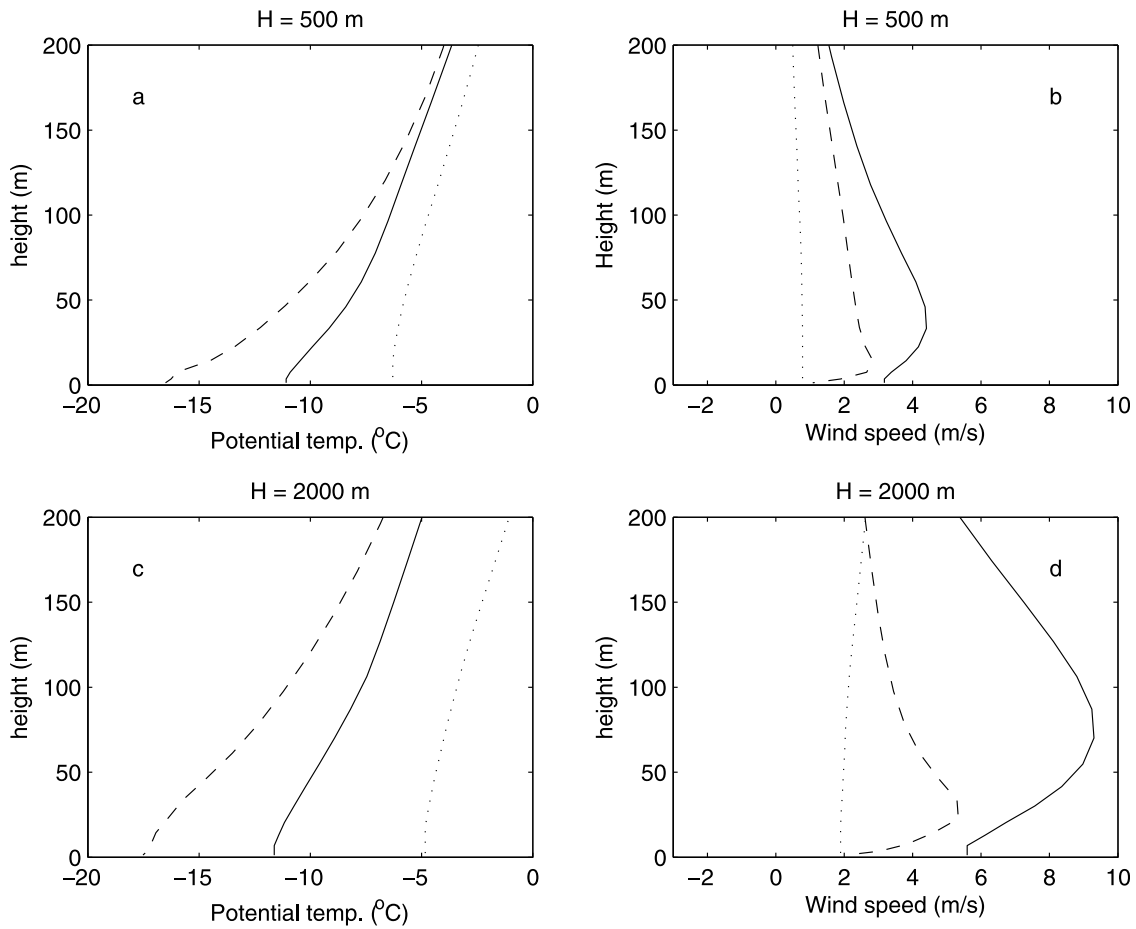 H = 500 m
200
150
100
50
0
height (m)
a
−20
−15
−10
−5
0
Potential temp. (°C)
H = 500 m
200
150
100
50
0
Height (m)
b
−2
0
2
4
6
8
10
Wind speed (m/s)
H = 2000 m
200
150
100
50
0
height (m)
c
−20
−15
−10
−5
0
Potential temp. (°C)
H = 2000 m
200
150
100
50
0
height (m)
d
−2
0
2
4
6
8
10
Wind speed (m/s)